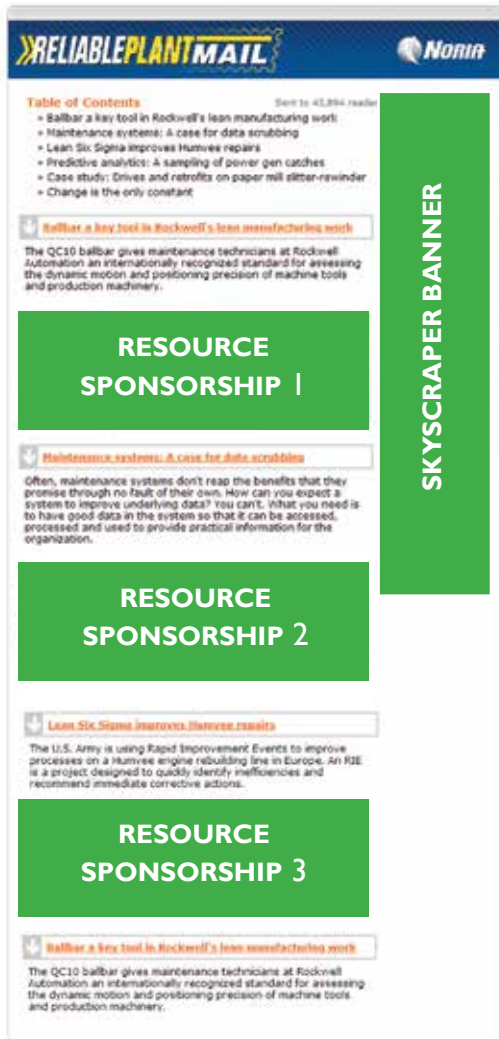 RELIABLEPLANTMAIL
NORIA
Table of Contents
Sent to 43,894 reader
» Ballbar a key tool in Rockwell's lean manufacturing work
» Maintenance systems: A case for data scrubbing
» Lean Six Sigma improves Humvee repairs
» Predictive analytics: A sampling of power gen catches
» Case study: Drives and retrofits on paper mill slitter-rewinder
» Change is the only constant
SKYSCRAPER BANNER
Ballbar a key tool in Rockwell's lean manufacturing work
The QC10 ballbar gives maintenance technicians at Rockwell
Automation an internationally recognized standard for assessing
the dynamic motion and positioning precision of machine tools
and production machinery.
RESOURCE
SPONSORSHIP 1
Maintenance systems: A case for data scrubbing
Often, maintenance systems don't reap the benefits that they
promise through no fault of their own. How can you expect a
system to improve underlying data? You can't. What you need is
to have good data in the system so that it can be accessed,
processed and used to provide practical information for the
organization.
RESOURCE
SPONSORSHIP 2
Lean Six Sigma improves Humvee repairs
The U.S. Army is using Rapid Improvement Events to improve
processes on a Humvee engine rebuilding line in Europe. An RIE
is a project designed to quickly identify inefficiencies and
recommend immediate corrective actions.
RESOURCE
SPONSORSHIP 3
Ballbar a key tool in Rockwell's lean manufacturing work
The QC10 ballbar gives maintenance technicians at Rockwell
Automation an internationally recognized standard for assessing
the dynamic motion and positioning precision of machine tools
and production machinery.